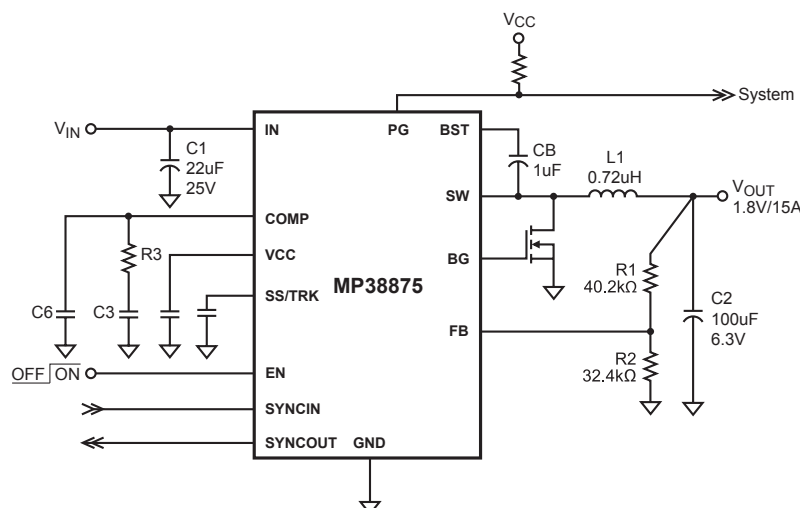 VCC
System
PG
BST
VIN
IN
C1
22uF
25V
CB
1uF
L1
0.72uH
SW
VOUT
1.8V/15A
COMP
R3
VCC
BG
MP38875
R1
40.2kΩ
SS/TRK
C6
C3
C2
100uF
6.3V
FB
R2
32.4kΩ
OFF ON
EN
SYNCIN
SYNCOUT
GND